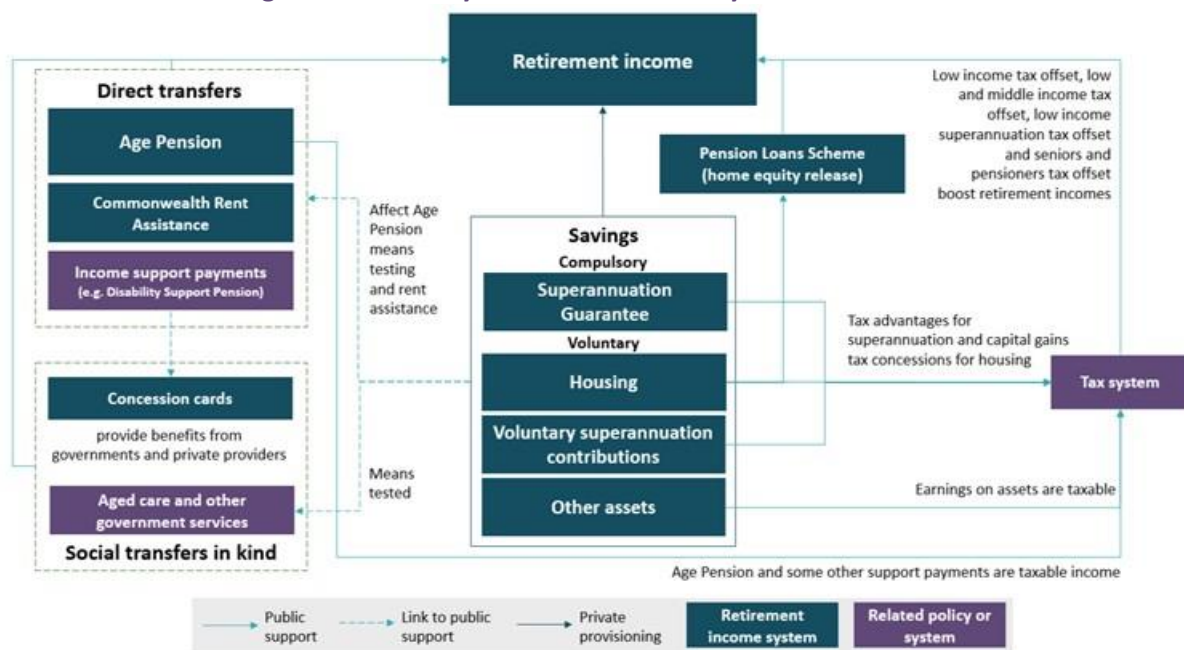 Retirement income
Direct transfers
Age Pension
Commonwealth Rent
Assistance
Income support payments
(e.g. Disability Support Pension)
Concession cards
provide benefits from
governments and private providers
Aged care and other
government services
Social transfers in kind
Affect Age
Pension
means
testing
and rent
assistance
Means
tested
Savings
Compulsory
Superannuation
Guarantee
Voluntary
Housing
Voluntary superannuation
contributions
Other assets
Pension Loans Scheme
(home equity release)
Low income tax offset, low
and middle income tax
offset, low income
superannuation tax offset
and seniors and
pensioners tax offset
boost retirement incomes
Tax advantages for
superannuation and capital gains
tax concessions for housing
Tax system
Earnings on assets are taxable
Age Pension and some other support payments are taxable income
Public
support
Link to public
support
Private
provisioning
Retirement
income system
Related policy or
system